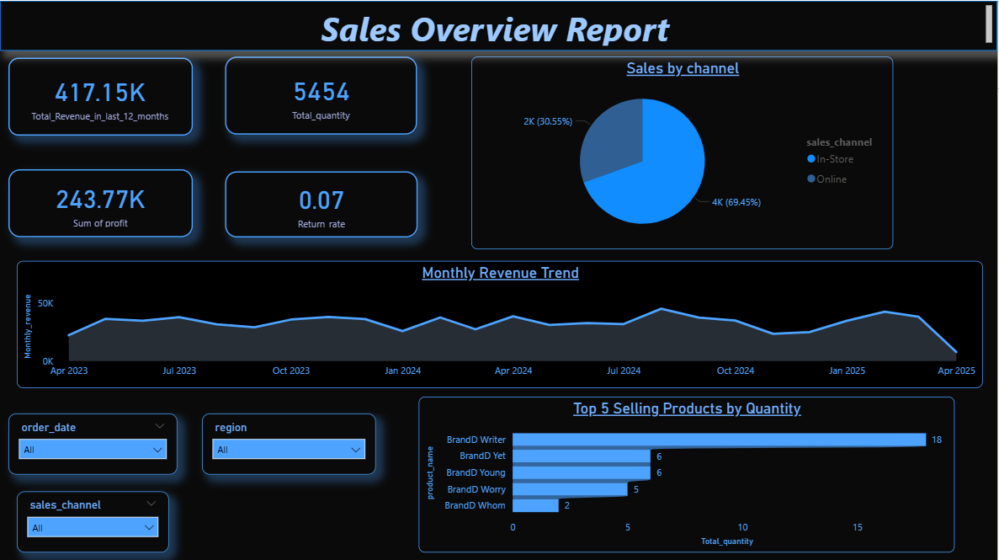 Sales Overview Report
417.15K
Total_Revenue_in_last_12_months
5454
Total_quantity
243.77K
Sum of profit
0.07
Return rate
Sales by channel
2K (30.55%)
4K (69.45%)
sales_channel
In-Store
Online
Monthly Revenue Trend
Monthly_revenue
50K
0K
Apr 2023
Jul 2023
Oct 2023
Jan 2024
Apr 2024
Jul 2024
Oct 2024
Jan 2025
Apr 2025
order_date
All
region
All
sales_channel
All
Top 5 Selling Products by Quantity
product_name
BrandD Writer
18
BrandD Yet
6
BrandD Young
6
BrandD Worry
5
BrandD Whom
2
0
5
10
15
Total_quantity